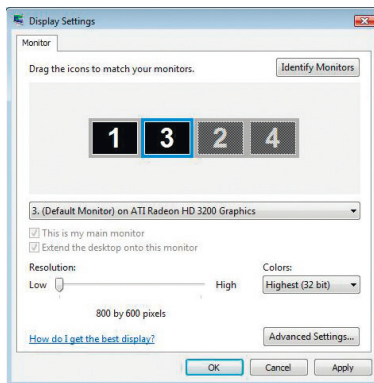 Display Settings
Monitor
Drag the icons to match your monitors.
Identify Monitors
1 3 2 4
3. (Default Monitor) on ATI Radeon HD 3200 Graphics
This is my main monitor
Extend the desktop onto this monitor
Resolution:
Colors:
Low
High
Highest (32 bit)
800 by 600 pixels
How do I get the best display?
Advanced Settings...
OK
Cancel
Apply